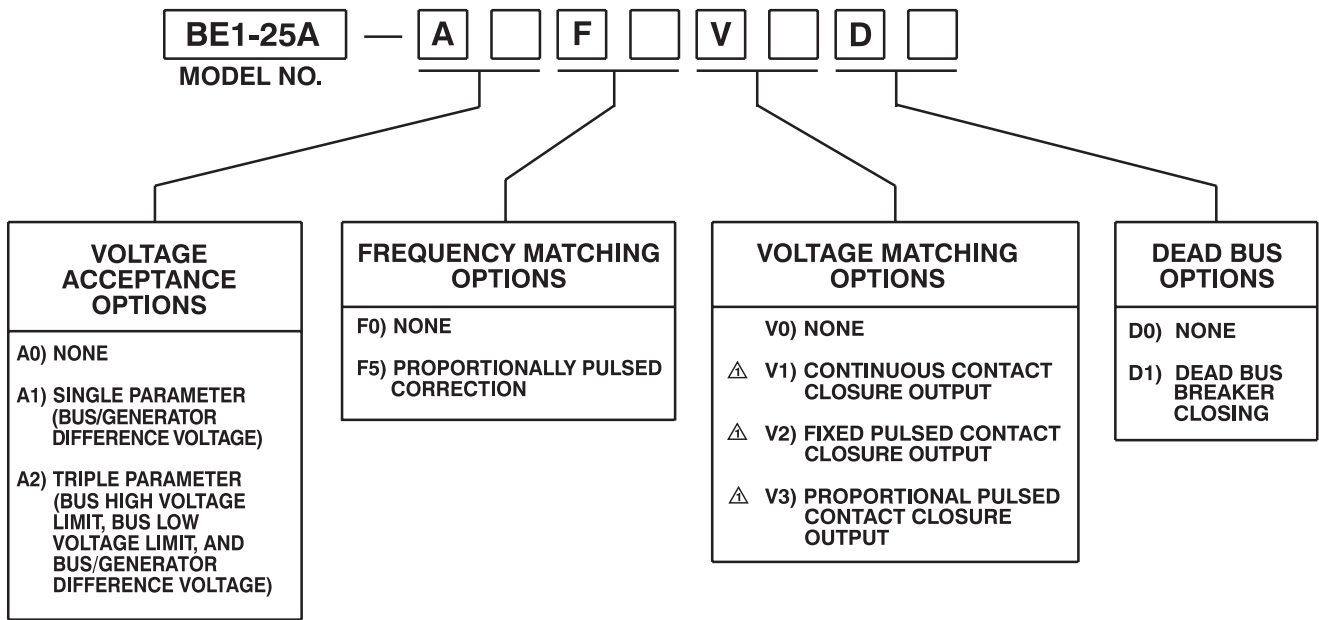 BE1-25A — A F V D
MODEL NO.
VOLTAGE
ACCEPTANCE
OPTIONS
A0) NONE
A1) SINGLE PARAMETER
(BUS/GENERATOR
DIFFERENCE VOLTAGE)
A2) TRIPLE PARAMETER
(BUS HIGH VOLTAGE
LIMIT, BUS LOW
VOLTAGE LIMIT, AND
BUS/GENERATOR
DIFFERENCE VOLTAGE)
FREQUENCY MATCHING
OPTIONS
F0) NONE
F5) PROPORTIONALLY PULSED
CORRECTION
VOLTAGE MATCHING
OPTIONS
V0) NONE
⚠ V1) CONTINUOUS CONTACT
CLOSURE OUTPUT
⚠ V2) FIXED PULSED CONTACT
CLOSURE OUTPUT
⚠ V3) PROPORTIONAL PULSED
CONTACT CLOSURE
OUTPUT
DEAD BUS
OPTIONS
D0) NONE
D1) DEAD BUS
BREAKER
CLOSING